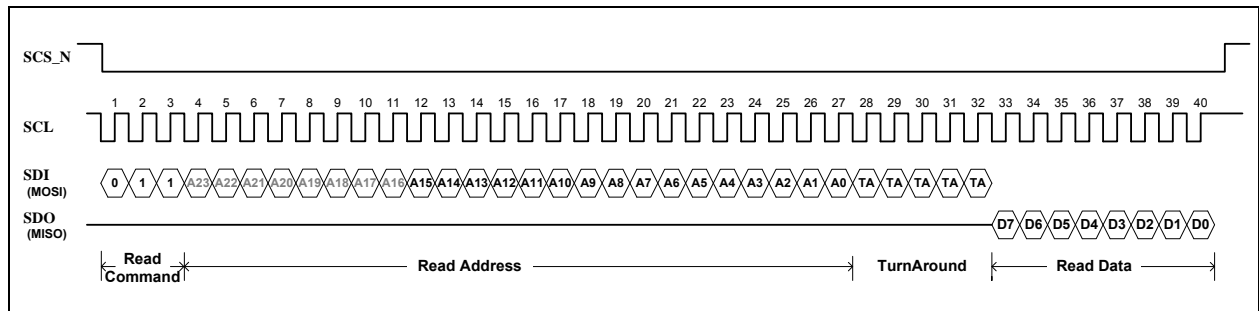 SCS_N
1 2 3 4 5 6 7 8 9 10 11 12 13 14 15 16 17 18 19 20 21 22 23 24 25 26 27 28 29 30 31 32 33 34 35 36 37 38 39 40
SCL
SDI
(MOSI)
0 1 1 A23 A22 A21 A20 A19 A18 A17 A16 A15 A14 A13 A12 A11 A10 A9 A8 A7 A6 A5 A4 A3 A2 A1 A0 TA TA TA TA TA
SDO
(MISO)
D7 D6 D5 D4 D3 D2 D1 D0
Read
Command
Read Address
TurnAround
Read Data